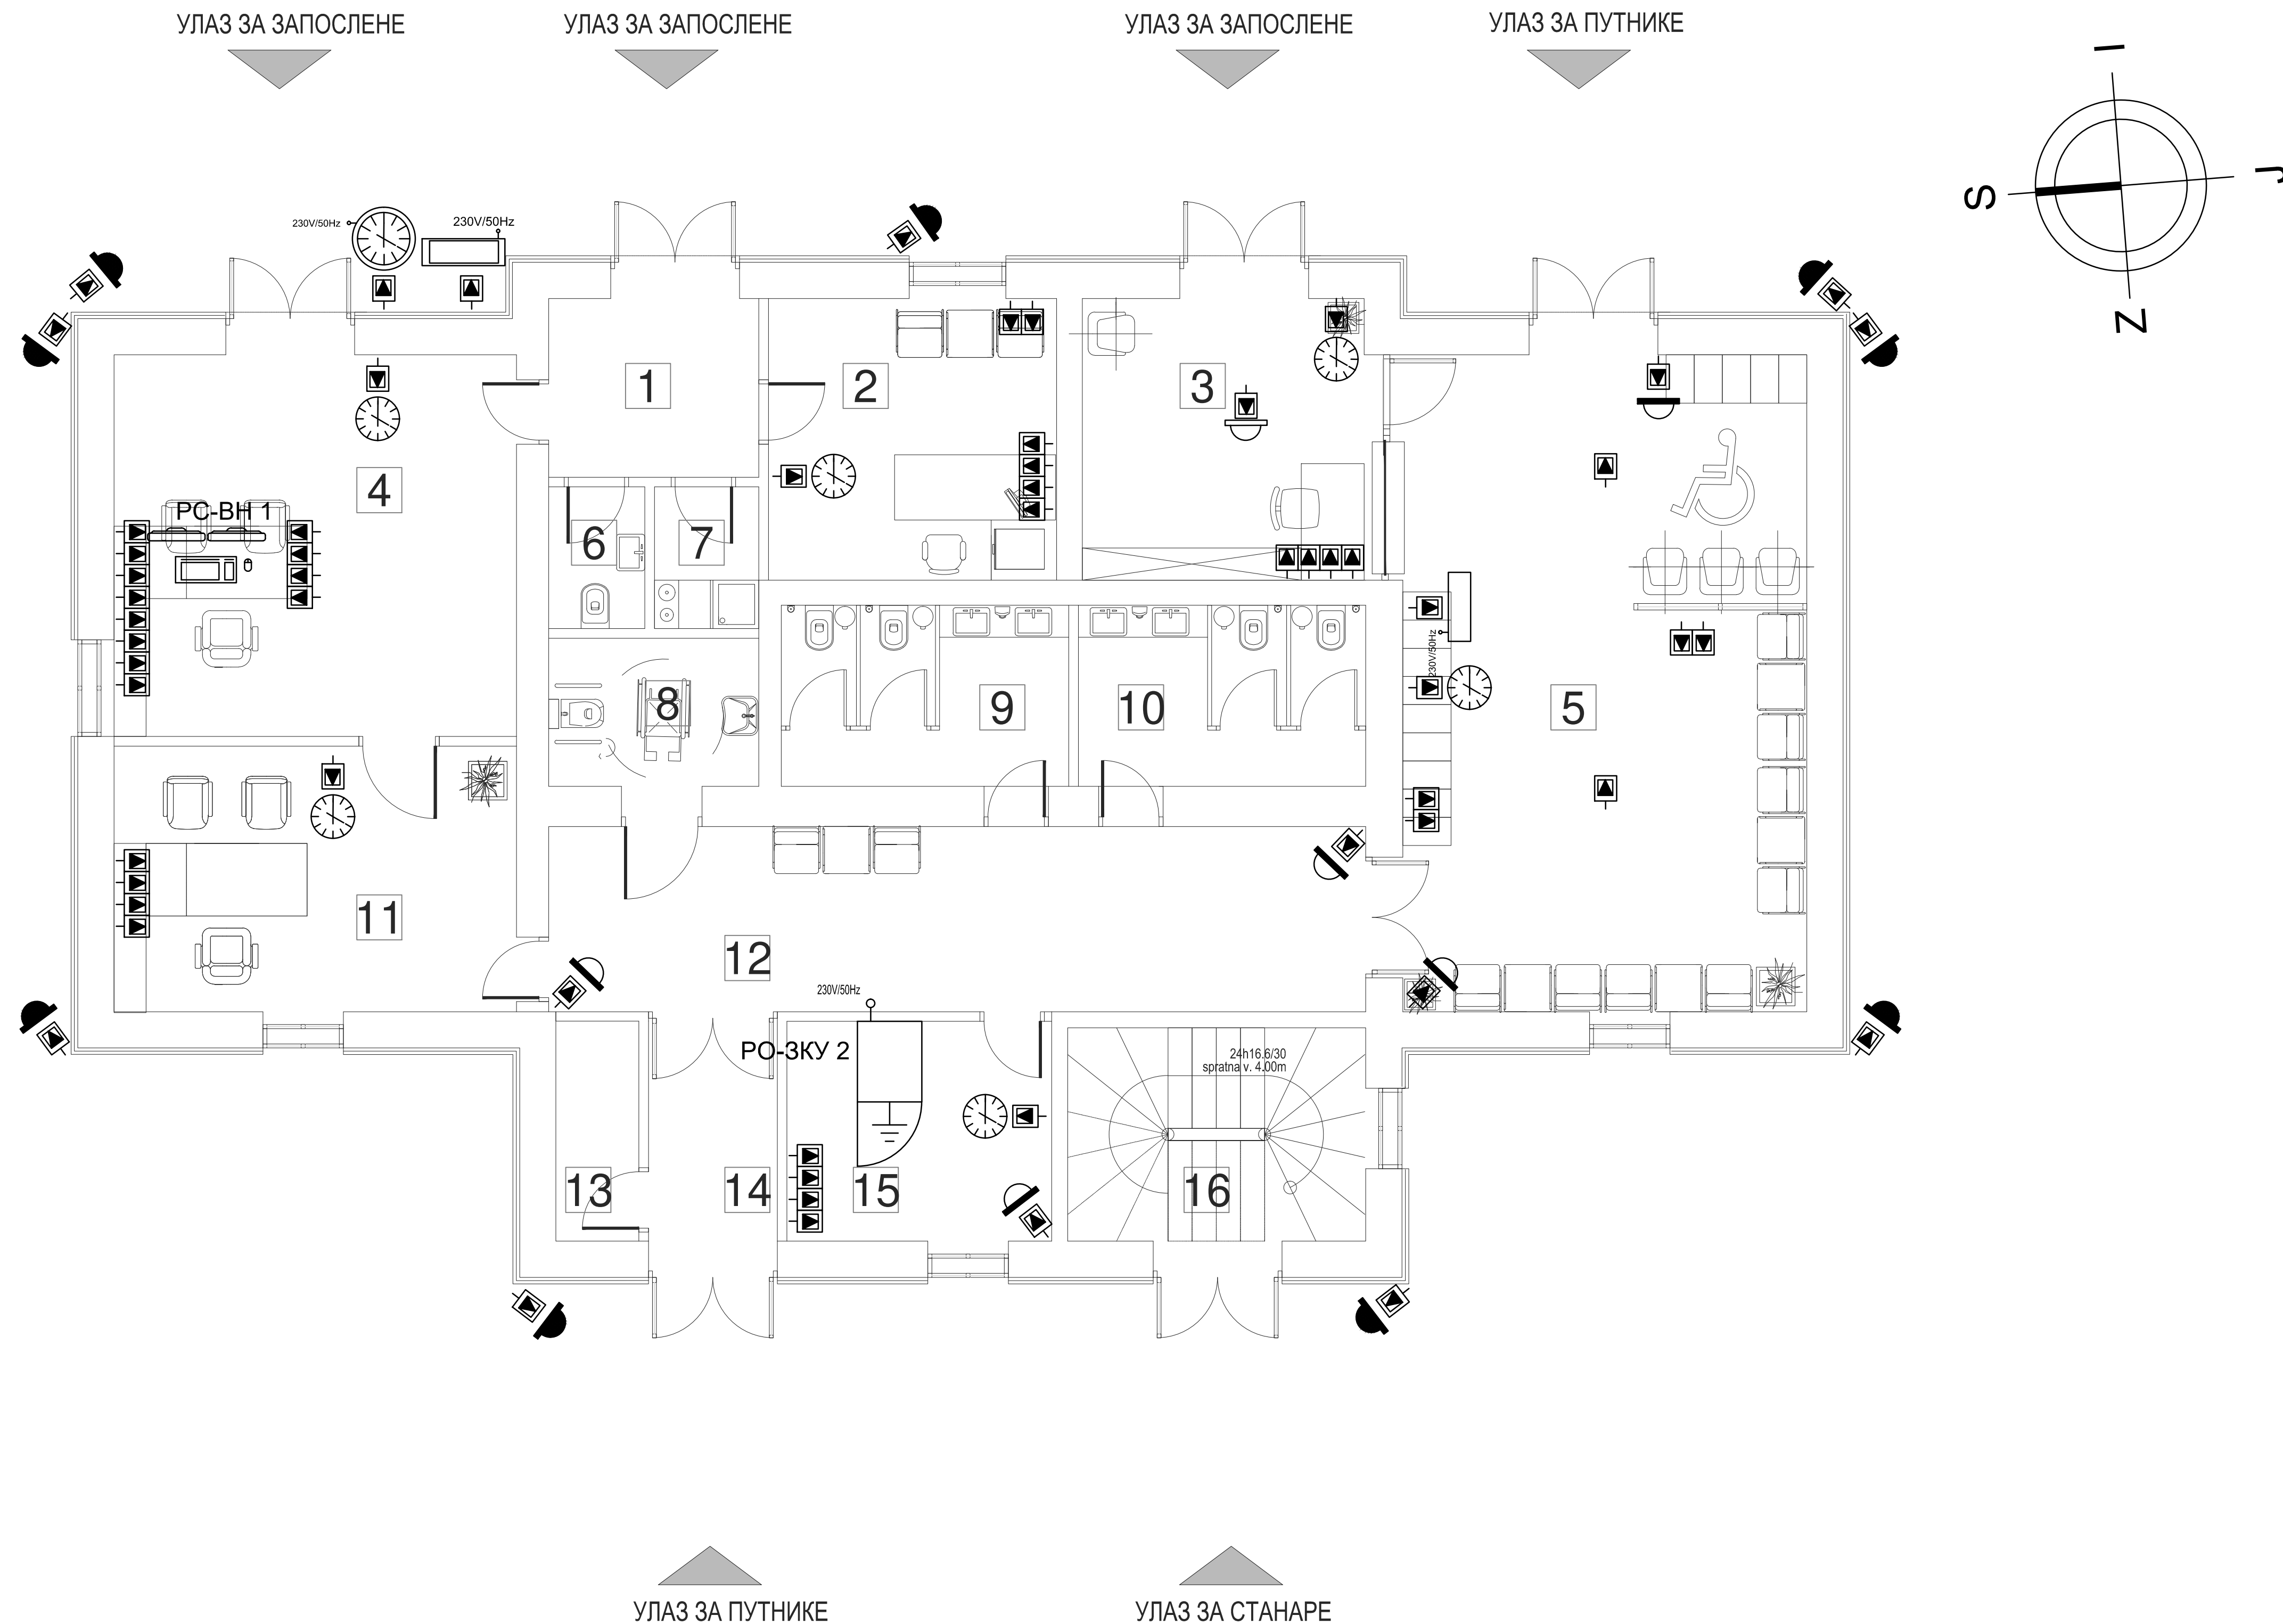 УЛАЗ ЗА ЗАПОСЛЕНЕ
УЛАЗ ЗА ЗАПОСЛЕНЕ
УЛАЗ ЗА ЗАПОСЛЕНЕ
УЛАЗ ЗА ПУТНИКЕ
I
S
J
Z
230V/50Hz
230V/50Hz
1
2
3
4
РС-ВН 1
6
7
230V/50Hz
8
9
10
5
11
12
230V/50Hz
РО-ЗКУ 2
24h16.6/30
spratna v. 4.00m
13
14
15
16
УЛАЗ ЗА ПУТНИКЕ
УЛАЗ ЗА СТАНАРЕ